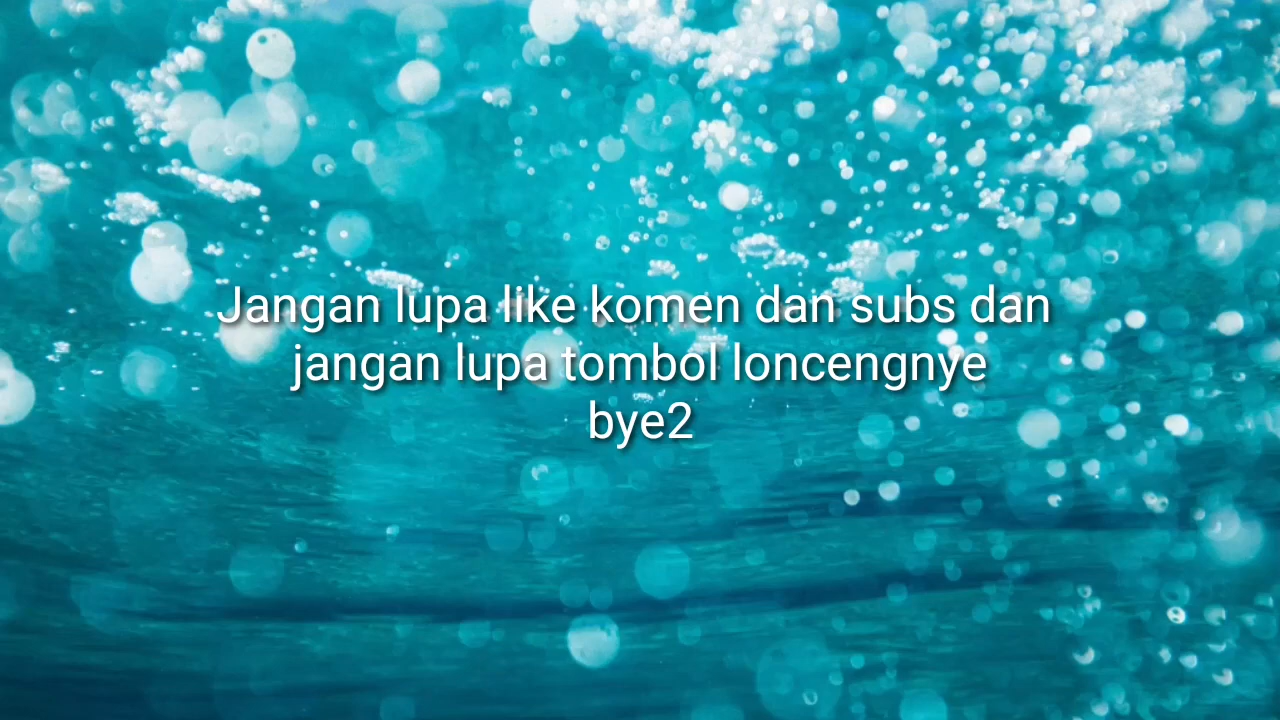 Jangan lupa like komen dan subs dan
jangan lupa tombol loncengnye
bye2